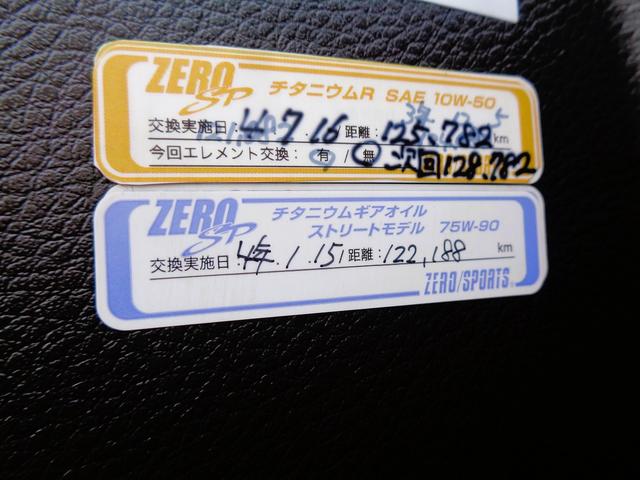 ZERO SP チタニウムR SAE 10W-50
交換実施日: 7.16 距離: 125,782 km
今回エレメント交換: 有 / 無 次回128,782
ZERO SP チタニウムギアオイル
ストリートモデル 75W-90
交換実施日: 1.15 距離: 122,188 km
ZERO/SPORTS